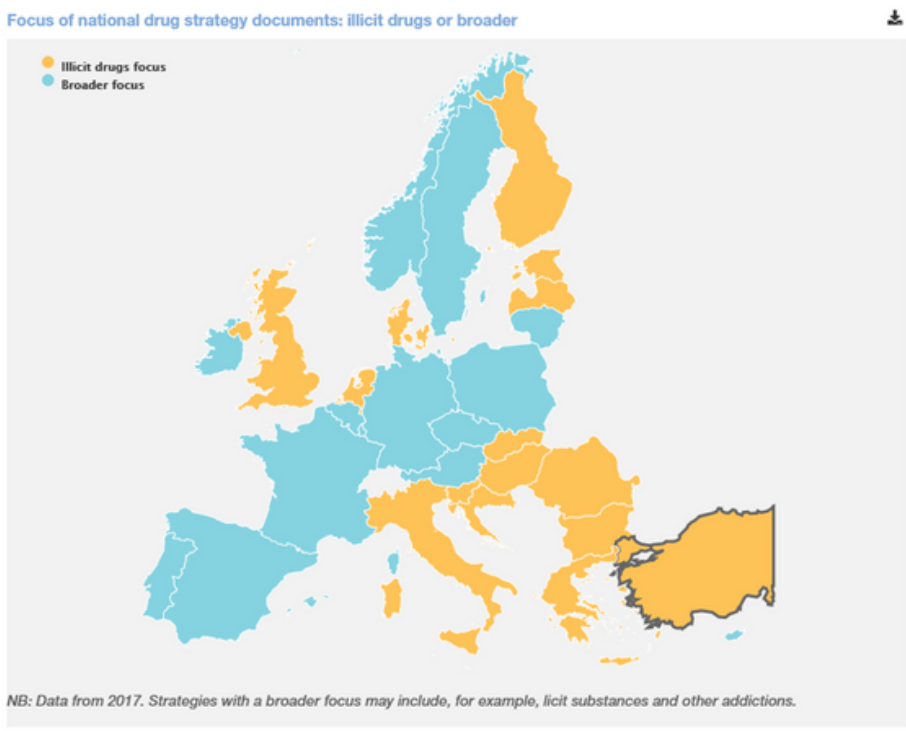 Focus of national drug strategy documents: illicit drugs or broader
Illicit drugs focus
Broader focus
NB: Data from 2017. Strategies with a broader focus may include, for example, licit substances and other addictions.